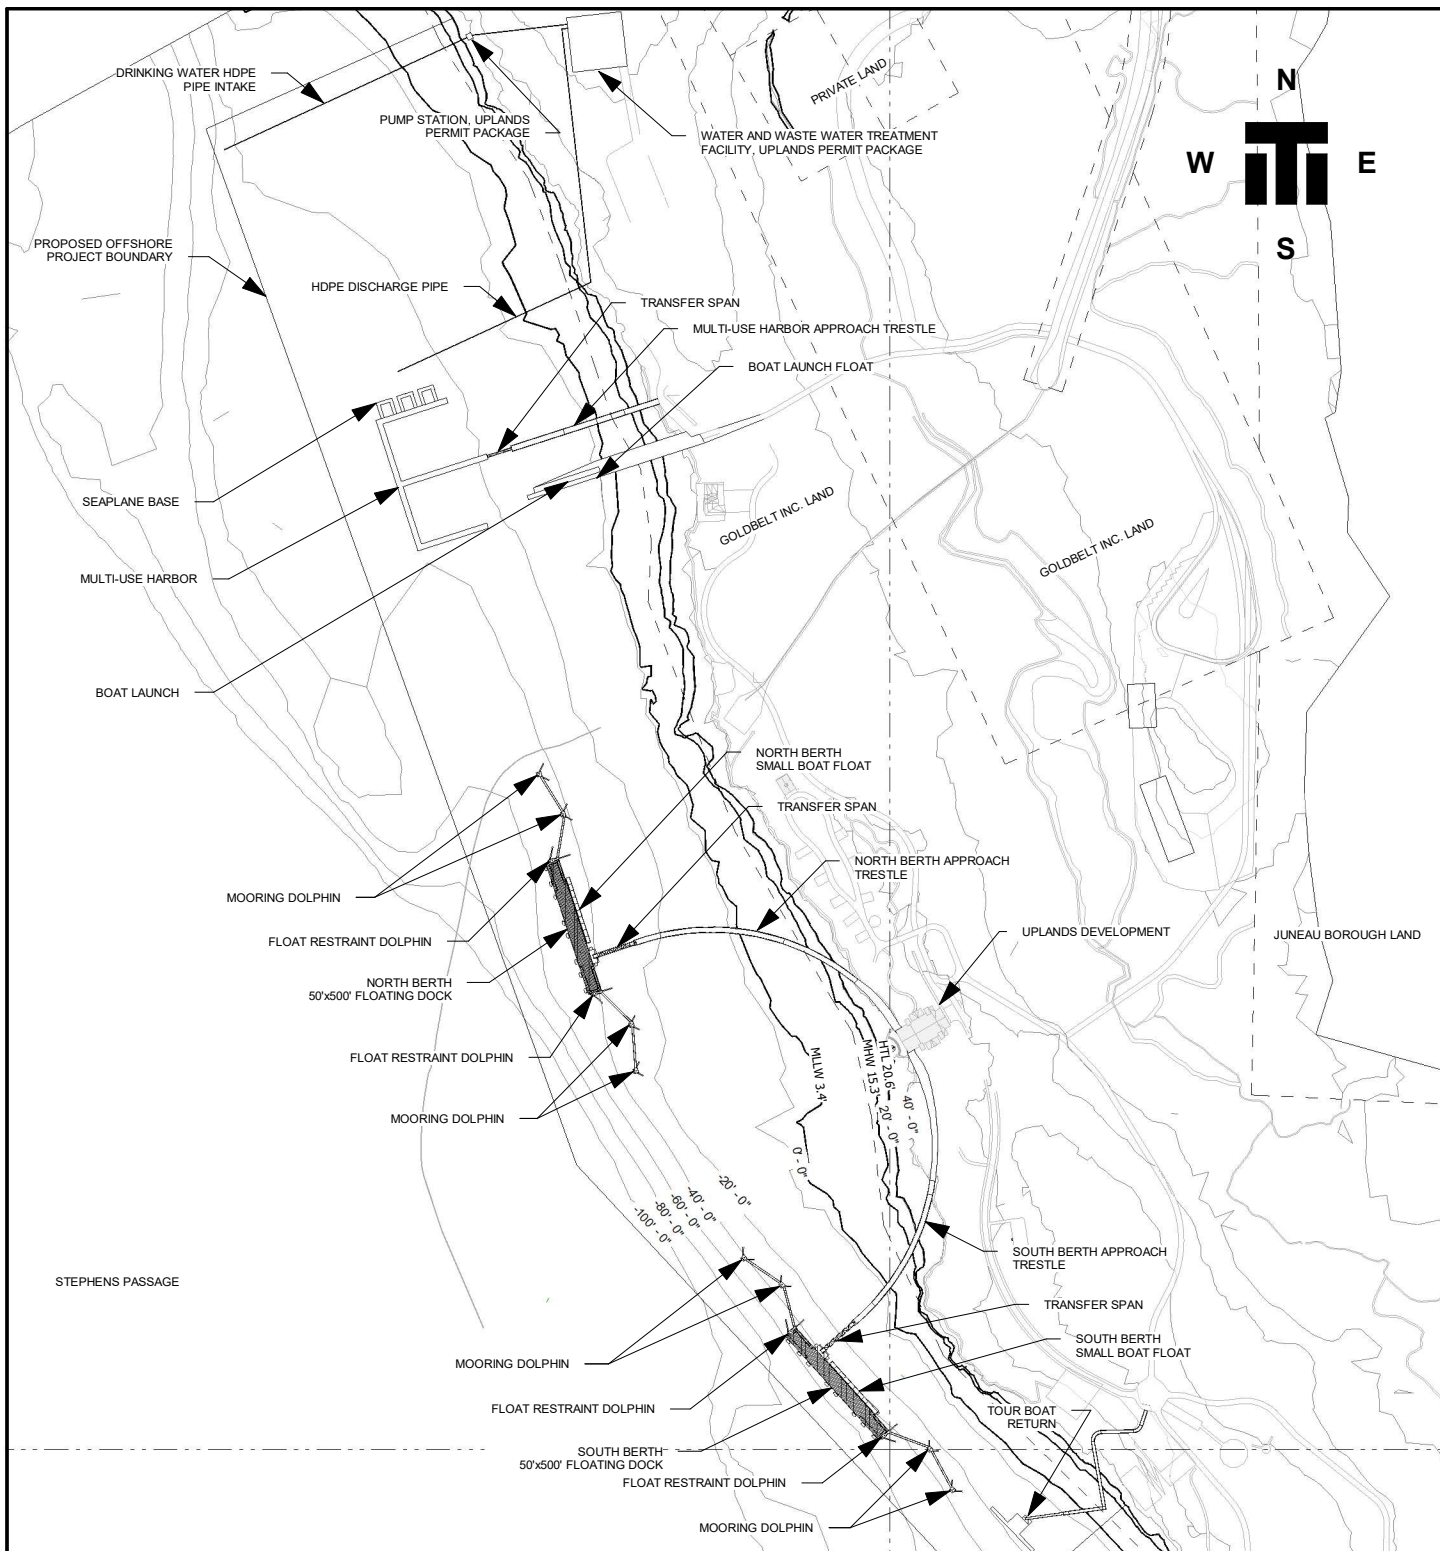 DRINKING WATER HDPE
PIPE INTAKE
PUMP STATION, UPLANDS
PERMIT PACKAGE
WATER AND WASTE WATER TREATMENT
FACILITY, UPLANDS PERMIT PACKAGE
PRIVATE LAND
N
W
E
S
PROPOSED OFFSHORE
PROJECT BOUNDARY
HDPE DISCHARGE PIPE
TRANSFER SPAN
MULTI-USE HARBOR APPROACH TRESTLE
BOAT LAUNCH FLOAT
SEAPLANE BASE
GOLDBELT INC. LAND
GOLDBELT INC. LAND
MULTI-USE HARBOR
BOAT LAUNCH
NORTH BERTH
SMALL BOAT FLOAT
TRANSFER SPAN
NORTH BERTH APPROACH
TRESTLE
MOORING DOLPHIN
FLOAT RESTRAINT DOLPHIN
UPLANDS DEVELOPMENT
JUNEAU BOROUGH LAND
NORTH BERTH
50'x500' FLOATING DOCK
FLOAT RESTRAINT DOLPHIN
MOORING DOLPHIN
MLLW 3.4'
HTL 20.6'
MHW 15.3'
40' - 0"
20' - 0"
0' - 0"
-20' - 0"
-40' - 0"
-60' - 0"
-80' - 0"
-100' - 0"
SOUTH BERTH APPROACH
TRESTLE
STEPHENS PASSAGE
TRANSFER SPAN
SOUTH BERTH
SMALL BOAT FLOAT
MOORING DOLPHIN
FLOAT RESTRAINT DOLPHIN
TOUR BOAT
RETURN
SOUTH BERTH
50'x500' FLOATING DOCK
FLOAT RESTRAINT DOLPHIN
MOORING DOLPHIN